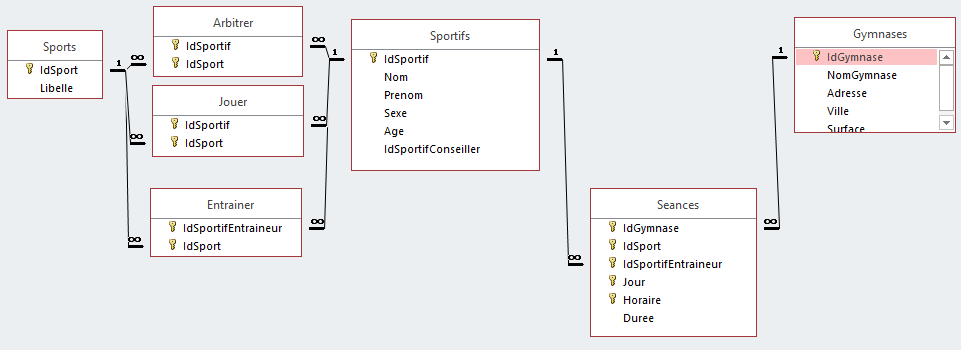 Sports
IdSport
Libelle
Arbitrer
IdSportif
IdSport
Jouer
IdSportif
IdSport
Entrainer
IdSportifEntraineur
IdSport
Sportifs
IdSportif
Nom
Prenom
Sexe
Age
IdSportifConseiller
Seances
IdGymnase
IdSport
IdSportifEntraineur
Jour
Horaire
Duree
Gymnases
IdGymnase
NomGymnase
Adresse
Ville
Surface
1
∞
∞
∞
∞
∞
∞
1
1
∞
∞
1